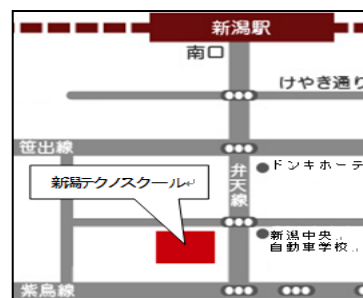 新潟駅
南口
けやき通り
笹出線
弁天線
ドンキホーテ
新潟テクノスクール
新潟中央
自動車学校
紫鳥線